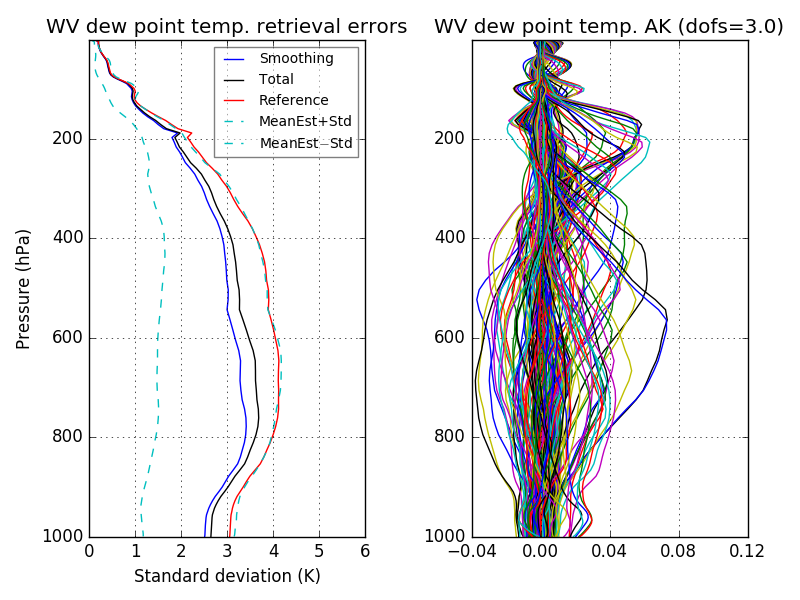 WV dew point temp. retrieval errors
Smoothing
Total
Reference
MeanEst+Std
MeanEst−Std
200
400
600
800
1000
Pressure (hPa)
0 1 2 3 4 5 6
Standard deviation (K)
WV dew point temp. AK (dofs=3.0)
200
400
600
800
1000
−0.04 0.00 0.04 0.08 0.12